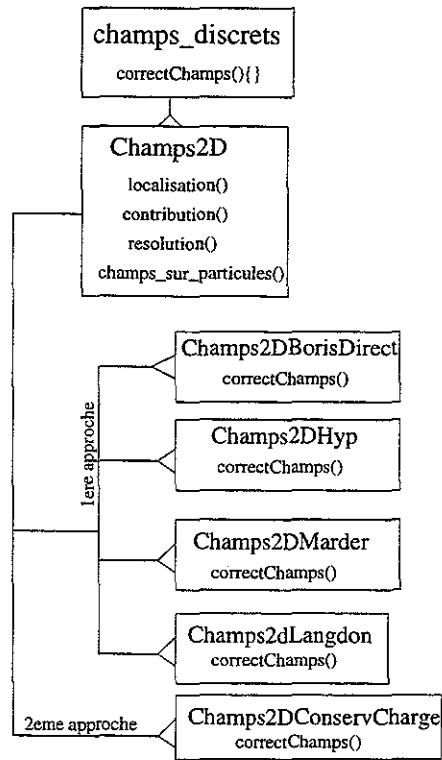 champs_discrets
correctChamps(){}
Champs2D
localisation()
contribution()
resolution()
champs_sur_particules()
1ere approche
Champs2DBorisDirect
correctChamps()
Champs2DHyp
correctChamps()
Champs2DMarder
correctChamps()
Champs2dLangdon
correctChamps()
2eme approche
Champs2DConservCharge
correctChamps()